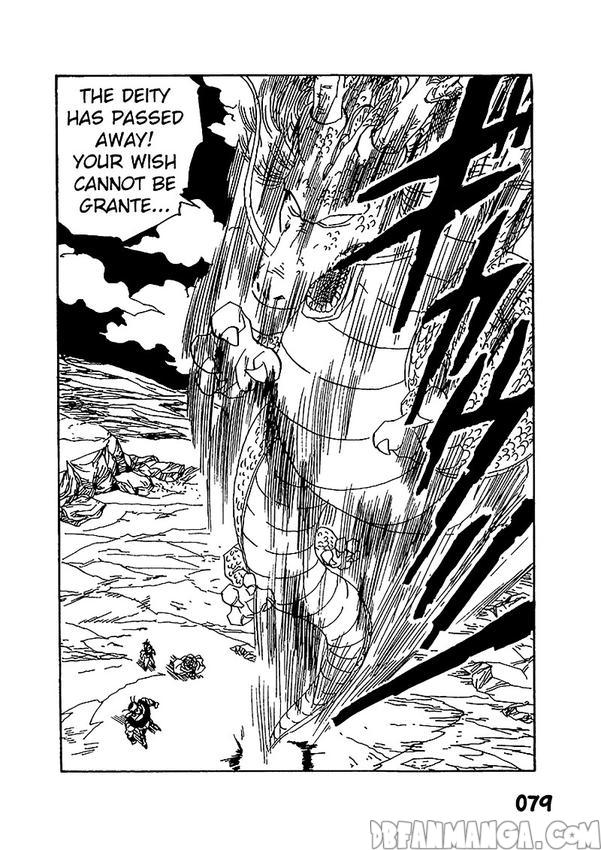 THE DEITY
HAS PASSED
AWAY!
YOUR WISH
CANNOT BE
GRANTE...
079
DBFANMANGA.COM